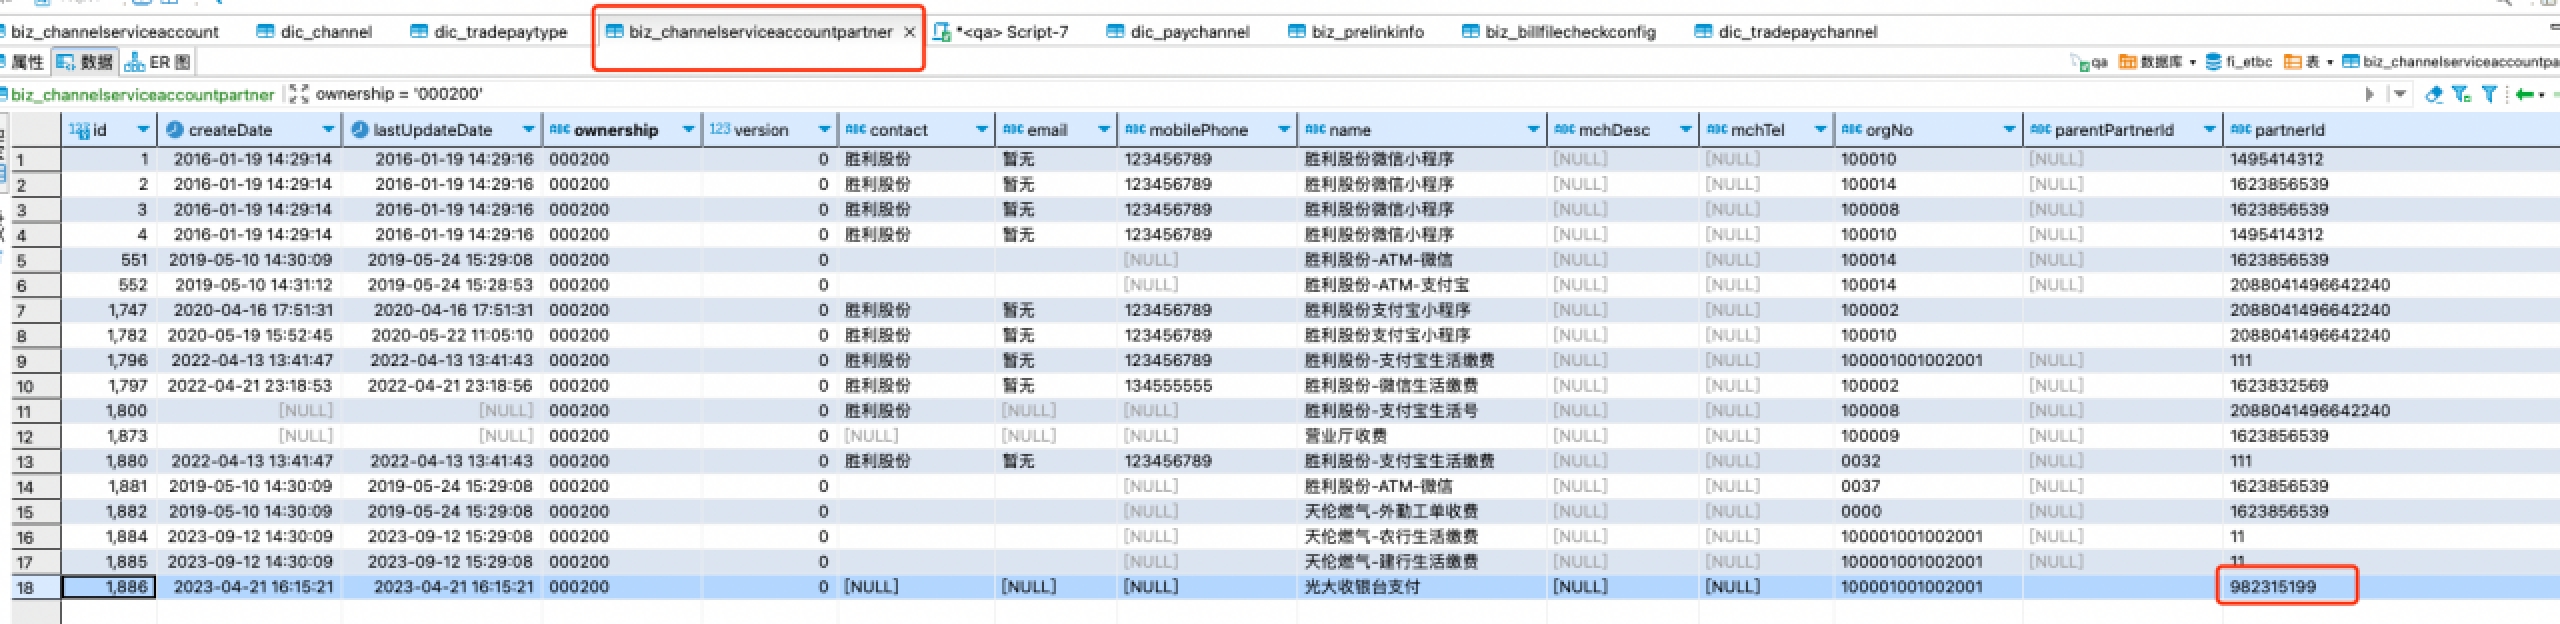 biz_channelserviceaccount dic_channel dic_tradepaytype biz_channelserviceaccountpartner *<qa> Script-7 dic_paychannel biz_prelinkinfo biz_billfilecheckconfig dic_tradepaychannel
属性 数据 ER 图 qa 数据库 fi_etbc 表 biz_channelserviceaccountpa
biz_channelserviceaccountpartner ownership = '000200'
123 id createDate lastUpdateDate ABC ownership 123 version ABC contact ABC email ABC mobilePhone ABC name ABC mchDesc ABC mchTel ABC orgNo ABC parentPartnerId ABC partnerId
1 1 2016-01-19 14:29:14 2016-01-19 14:29:16 000200 0 胜利股份 暂无 123456789 胜利股份微信小程序 [NULL] [NULL] 100010 [NULL] 1495414312
2 2 2016-01-19 14:29:14 2016-01-19 14:29:16 000200 0 胜利股份 暂无 123456789 胜利股份微信小程序 [NULL] [NULL] 100014 [NULL] 1623856539
3 3 2016-01-19 14:29:14 2016-01-19 14:29:16 000200 0 胜利股份 暂无 123456789 胜利股份微信小程序 [NULL] [NULL] 100008 [NULL] 1623856539
4 4 2016-01-19 14:29:14 2016-01-19 14:29:16 000200 0 胜利股份 暂无 123456789 胜利股份微信小程序 [NULL] [NULL] 100010 [NULL] 1495414312
5 551 2019-05-10 14:30:09 2019-05-24 15:29:08 000200 0 [NULL] 胜利股份-ATM-微信 [NULL] [NULL] 100014 [NULL] 1623856539
6 552 2019-05-10 14:31:12 2019-05-24 15:28:53 000200 0 [NULL] 胜利股份-ATM-支付宝 [NULL] [NULL] 100014 [NULL] 2088041496642240
7 1,747 2020-04-16 17:51:31 2020-04-16 17:51:31 000200 0 胜利股份 暂无 123456789 胜利股份支付宝小程序 [NULL] [NULL] 100002 2088041496642240
8 1,782 2020-05-19 15:52:45 2020-05-22 11:05:10 000200 0 胜利股份 暂无 123456789 胜利股份支付宝小程序 [NULL] [NULL] 100010 [NULL] 2088041496642240
9 1,796 2022-04-13 13:41:47 2022-04-13 13:41:43 000200 0 胜利股份 暂无 123456789 胜利股份-支付宝生活缴费 [NULL] [NULL] 100001001002001 [NULL] 111
10 1,797 2022-04-21 23:18:53 2022-04-21 23:18:56 000200 0 胜利股份 暂无 134555555 胜利股份-微信生活缴费 [NULL] [NULL] 100002 [NULL] 1623832569
11 1,800 [NULL] [NULL] 000200 0 胜利股份 [NULL] [NULL] 胜利股份-支付宝生活号 [NULL] [NULL] 100008 [NULL] 2088041496642240
12 1,873 [NULL] [NULL] 000200 0 [NULL] [NULL] [NULL] 营业厅收费 [NULL] [NULL] 100009 [NULL] 1623856539
13 1,880 2022-04-13 13:41:47 2022-04-13 13:41:43 000200 0 胜利股份 暂无 123456789 胜利股份-支付宝生活缴费 [NULL] [NULL] 0032 [NULL] 111
14 1,881 2019-05-10 14:30:09 2019-05-24 15:29:08 000200 0 [NULL] 胜利股份-ATM-微信 [NULL] [NULL] 0037 [NULL] 1623856539
15 1,882 2019-05-10 14:30:09 2019-05-24 15:29:08 000200 0 [NULL] 天伦燃气-外勤工单收费 [NULL] [NULL] 0000 [NULL] 1623856539
16 1,884 2023-09-12 14:30:09 2023-09-12 15:29:08 000200 0 [NULL] 天伦燃气-农行生活缴费 [NULL] [NULL] 100001001002001 [NULL] 11
17 1,885 2023-09-12 14:30:09 2023-09-12 15:29:08 000200 0 [NULL] 天伦燃气-建行生活缴费 [NULL] [NULL] 100001001002001 [NULL] 11
18 1,886 2023-04-21 16:15:21 2023-04-21 16:15:21 000200 0 [NULL] [NULL] [NULL] 光大收银台支付 [NULL] [NULL] 100001001002001 982315199